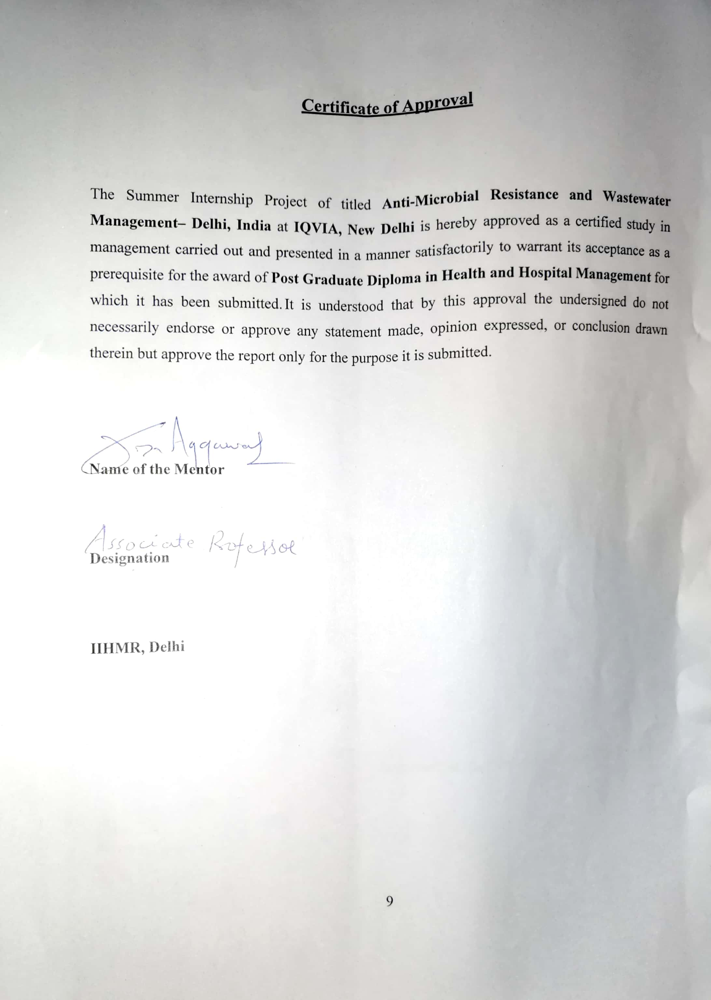 Certificate of Approval
The Summer Internship Project of titled Anti-Microbial Resistance and Wastewater
Management– Delhi, India at IQVIA, New Delhi is hereby approved as a certified study in
management carried out and presented in a manner satisfactorily to warrant its acceptance as a
prerequisite for the award of Post Graduate Diploma in Health and Hospital Management for
which it has been submitted. It is understood that by this approval the undersigned do not
necessarily endorse or approve any statement made, opinion expressed, or conclusion drawn
therein but approve the report only for the purpose it is submitted.
Aggarwal
Name of the Mentor
Associate Professor
Designation
IIHMR, Delhi
9